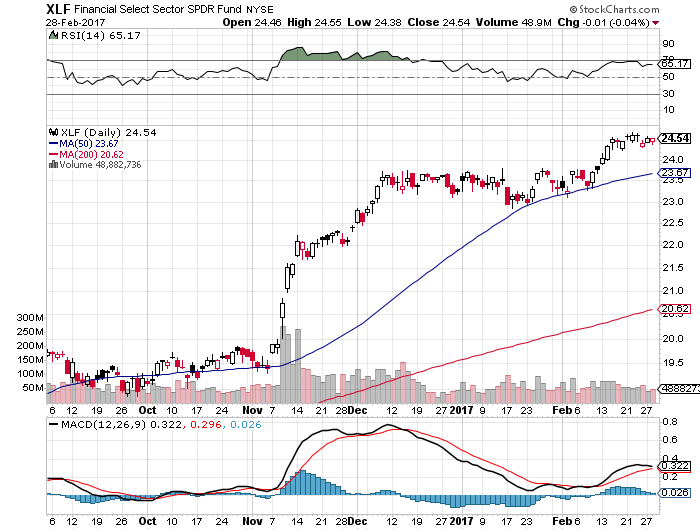 XLF Financial Select Sector SPDR Fund NYSE © StockCharts.com
28-Feb-2017 Open 24.46 High 24.55 Low 24.38 Close 24.54 Volume 48.9M Chg -0.01 (-0.04%)
RSI(14) 65.17
90
70
65.17
50
30
10
XLF (Daily) 24.54
MA(50) 23.67
MA(200) 20.62
Volume 48,882,736
24.54
24.0
23.67
23.5
23.0
22.5
22.0
21.5
21.0
20.62
20.5
20.0
19.5
4888273
300M
250M
200M
150M
100M
50M
6 12 19 26 Oct 10 17 24 Nov 7 14 21 28 Dec 12 19 27 2017 9 17 23 Feb 6 13 21 27
MACD(12,26,9) 0.322, 0.296, 0.026
0.8
0.6
0.4
0.322
0.2
0.026
6 12 19 26 Oct 10 17 24 Nov 7 14 21 28 Dec 12 19 27 2017 9 17 23 Feb 6 13 21 27